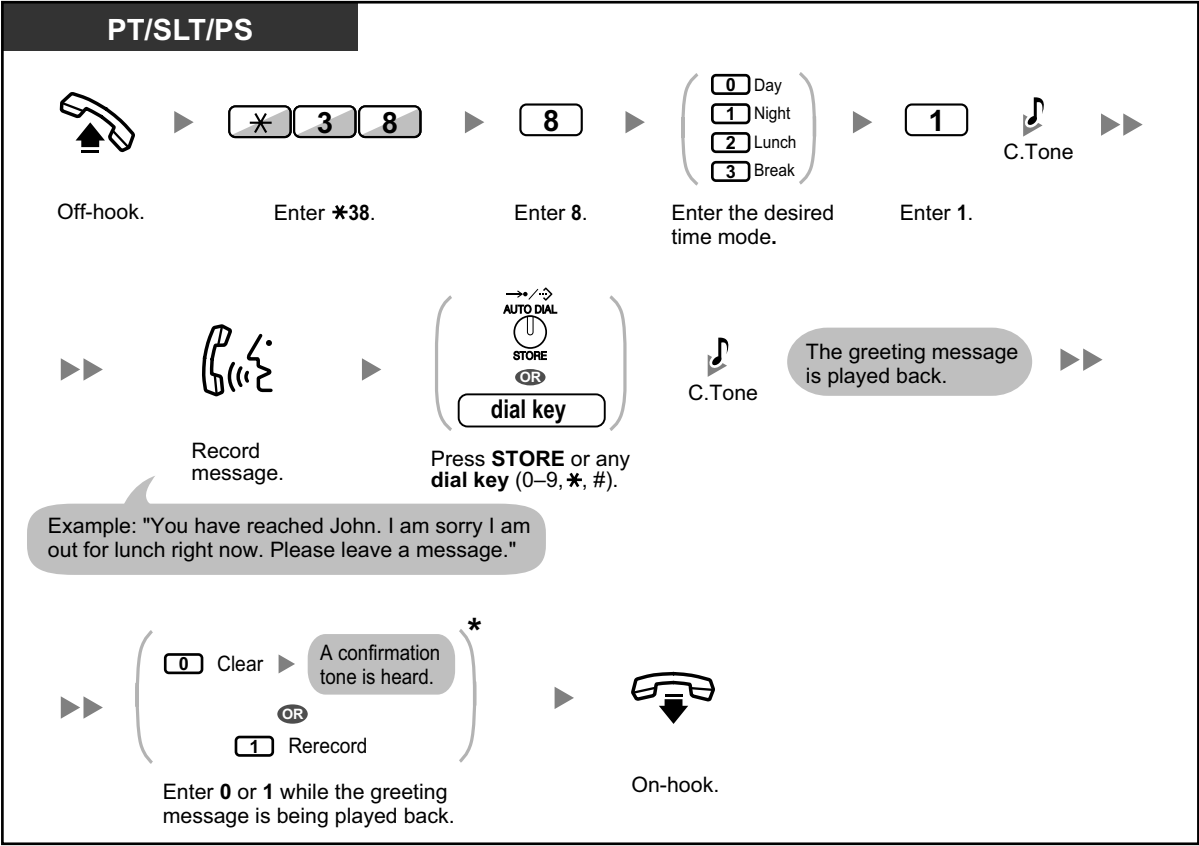 PT/SLT/PS
0 Day
1 Night
2 Lunch
3 Break
✱ 3 8
8
1
C.Tone
Off-hook.
Enter ✱38.
Enter 8.
Enter the desired
time mode.
Enter 1.
AUTO DIAL
STORE
OR
dial key
C.Tone
The greeting message
is played back.
Record
message.
Press STORE or any
dial key (0–9, ✱, #).
Example: "You have reached John. I am sorry I am
out for lunch right now. Please leave a message."
*
0 Clear
A confirmation
tone is heard.
OR
1 Rerecord
Enter 0 or 1 while the greeting
message is being played back.
On-hook.